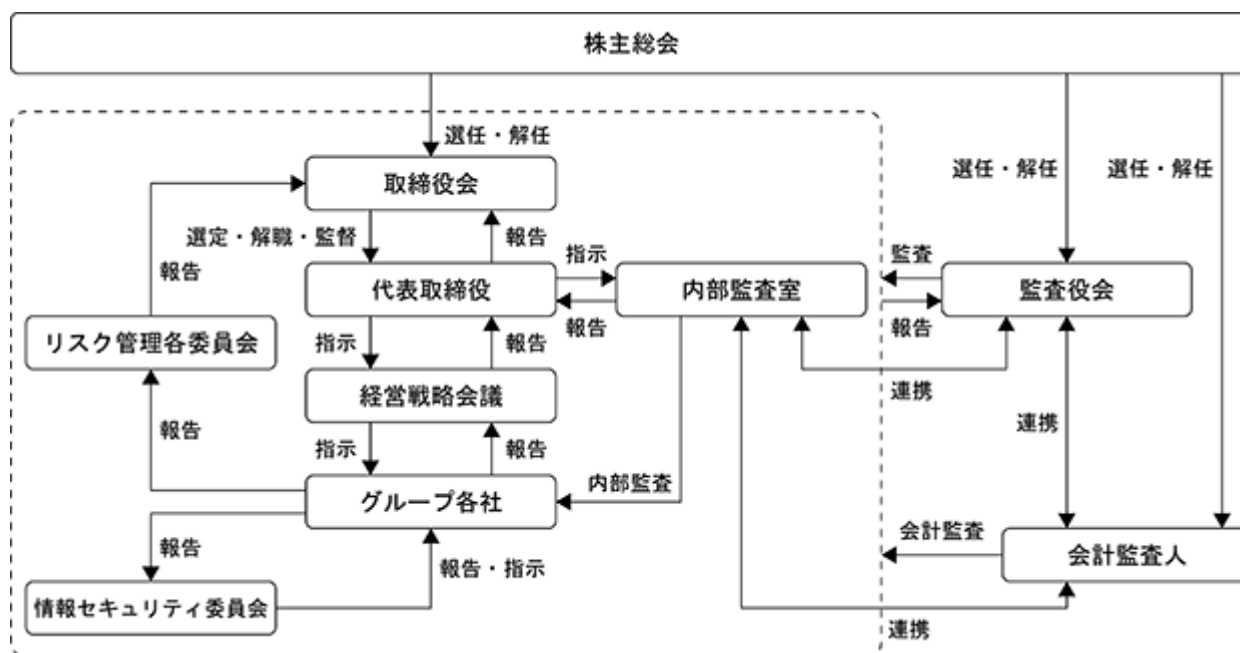 株主総会
選任・解任
選任・解任
選任・解任
取締役会
選定・解職・監督
報告
報告
指示
監査
代表取締役
内部監査室
監査役会
報告
報告
リスク管理各委員会
指示
報告
連携
経営戦略会議
報告
指示
報告
連携
内部監査
グループ各社
報告
報告・指示
会計監査
会計監査人
情報セキュリティ委員会
連携